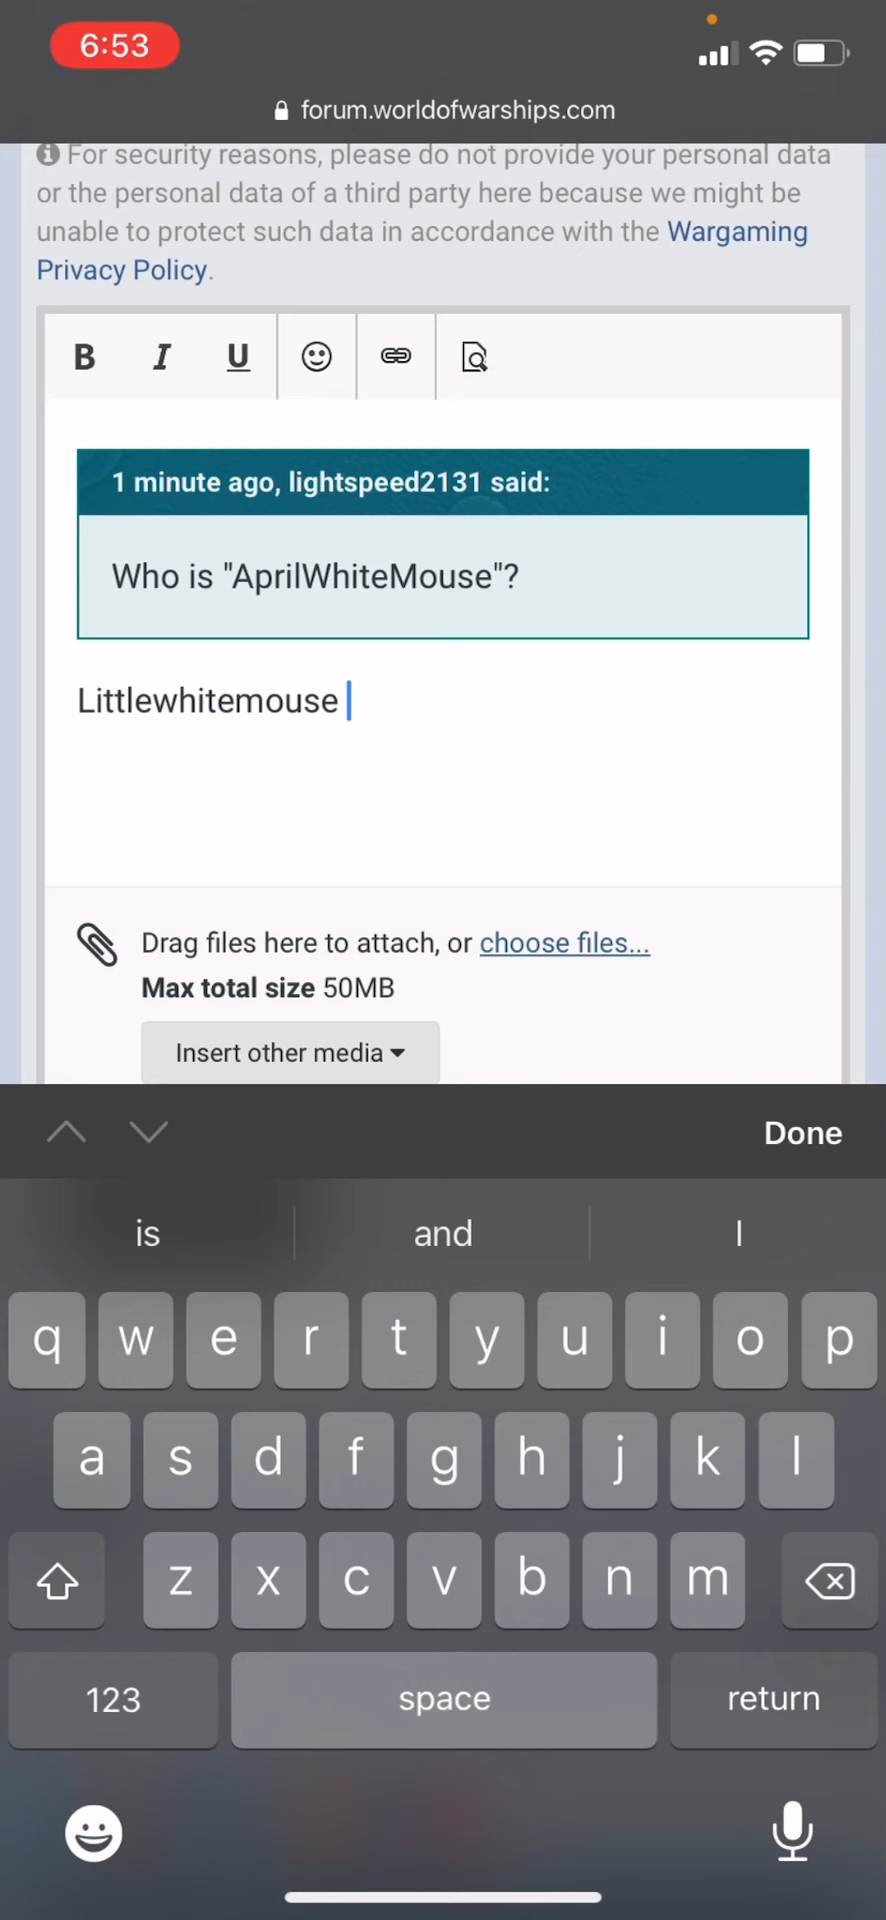 6:53
forum.worldofwarships.com
For security reasons, please do not provide your personal data
or the personal data of a third party here because we might be
unable to protect such data in accordance with the Wargaming
Privacy Policy.
B I U
1 minute ago, lightspeed2131 said:
Who is "AprilWhiteMouse"?
Littlewhitemouse
Drag files here to attach, or choose files...
Max total size 50MB
Insert other media
Done
is and I
q w e r t y u i o p
a s d f g h j k l
z x c v b n m
123 space return